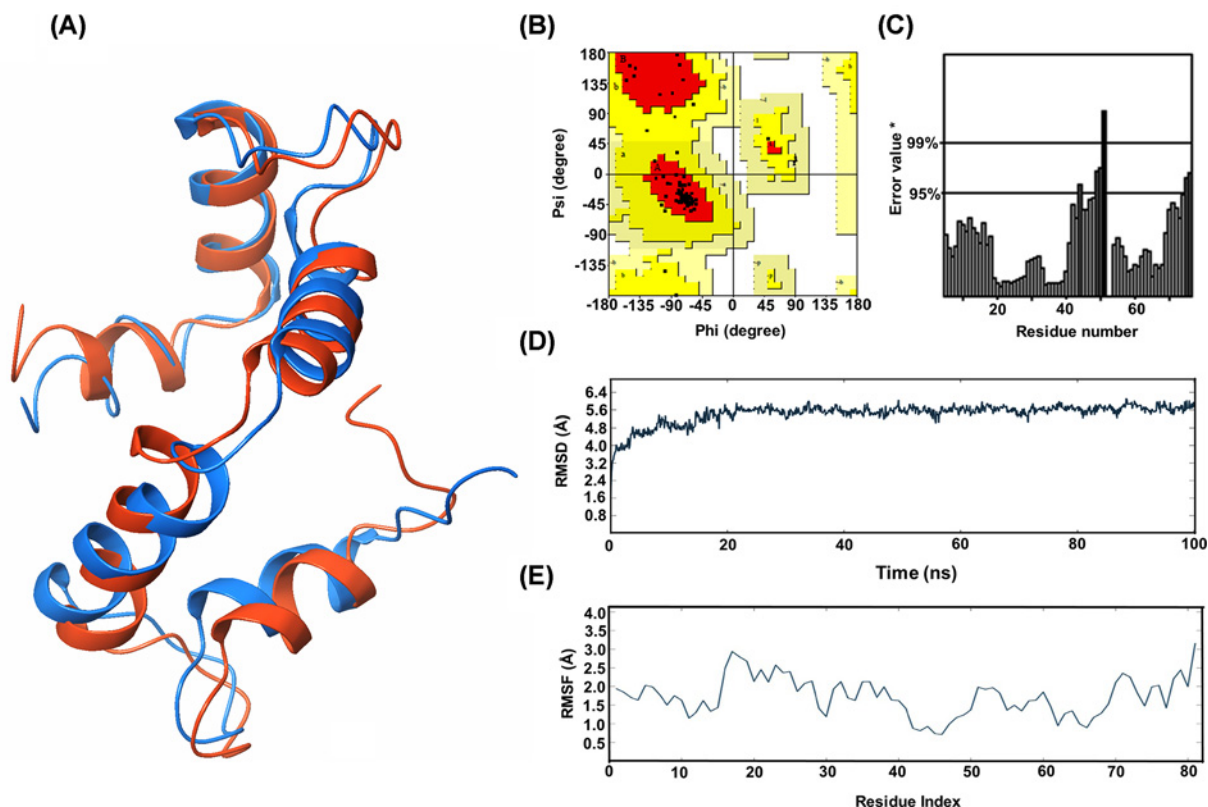 (A)
(B)
180
135
90
45
0
-45
-90
-135
-180 -135 -90 -45 0 45 90 135 180
Psi (degree)
Phi (degree)
(C)
Error value *
99%
95%
20 40 60
Residue number
(D)
RMSD (Å)
6.4
5.6
4.8
4.0
3.2
2.4
1.6
0.8
0 20 40 60 80 100
Time (ns)
(E)
RMSF (Å)
4.0
3.5
3.0
2.5
2.0
1.5
1.0
0.5
0 10 20 30 40 50 60 70 80
Residue Index